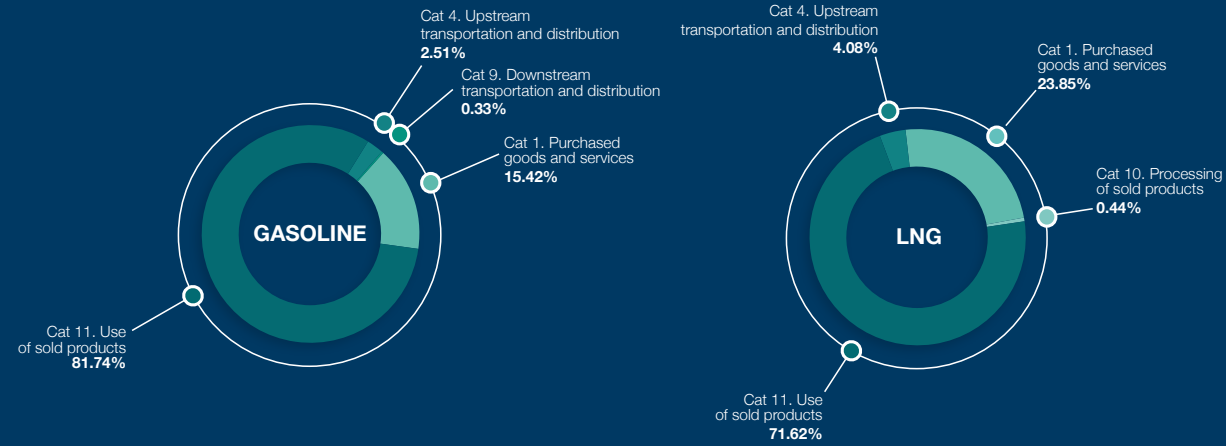 Cat 4. Upstream
transportation and distribution
2.51%
Cat 9. Downstream
transportation and distribution
0.33%
Cat 1. Purchased
goods and services
15.42%
GASOLINE
Cat 11. Use
of sold products
81.74%
Cat 4. Upstream
transportation and distribution
4.08%
Cat 1. Purchased
goods and services
23.85%
Cat 10. Processing
of sold products
0.44%
LNG
Cat 11. Use
of sold products
71.62%